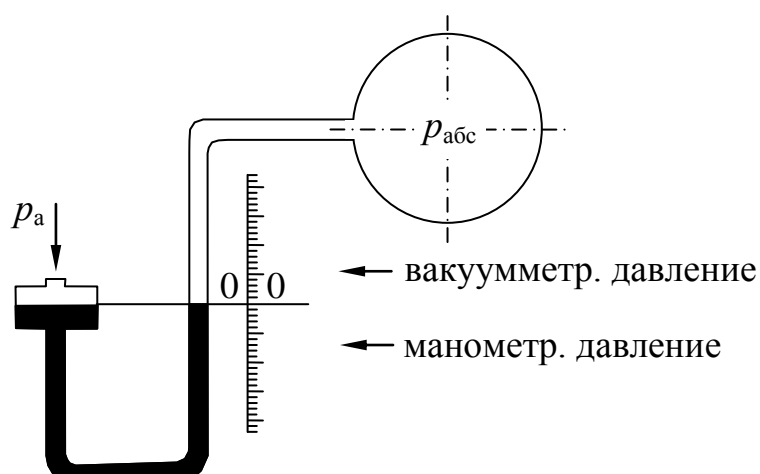 pабс
pа
0 0
вакуумметр. давление
манометр. давление